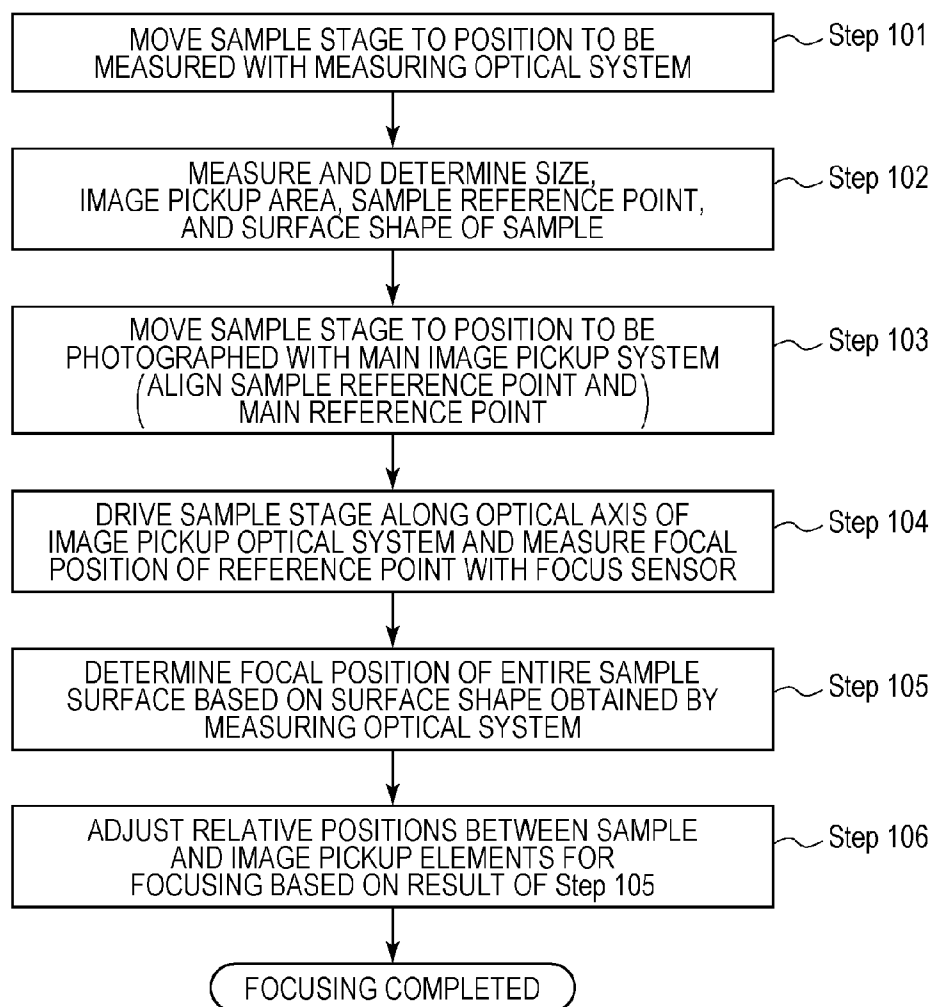 MOVE SAMPLE STAGE TO POSITION TO BE
MEASURED WITH MEASURING OPTICAL SYSTEM
Step 101
MEASURE AND DETERMINE SIZE,
IMAGE PICKUP AREA, SAMPLE REFERENCE POINT,
AND SURFACE SHAPE OF SAMPLE
Step 102
MOVE SAMPLE STAGE TO POSITION TO BE
PHOTOGRAPHED WITH MAIN IMAGE PICKUP SYSTEM
(ALIGN SAMPLE REFERENCE POINT AND
MAIN REFERENCE POINT)
Step 103
DRIVE SAMPLE STAGE ALONG OPTICAL AXIS OF
IMAGE PICKUP OPTICAL SYSTEM AND MEASURE FOCAL
POSITION OF REFERENCE POINT WITH FOCUS SENSOR
Step 104
DETERMINE FOCAL POSITION OF ENTIRE SAMPLE
SURFACE BASED ON SURFACE SHAPE OBTAINED BY
MEASURING OPTICAL SYSTEM
Step 105
ADJUST RELATIVE POSITIONS BETWEEN SAMPLE
AND IMAGE PICKUP ELEMENTS FOR
FOCUSING BASED ON RESULT OF Step 105
Step 106
FOCUSING COMPLETED